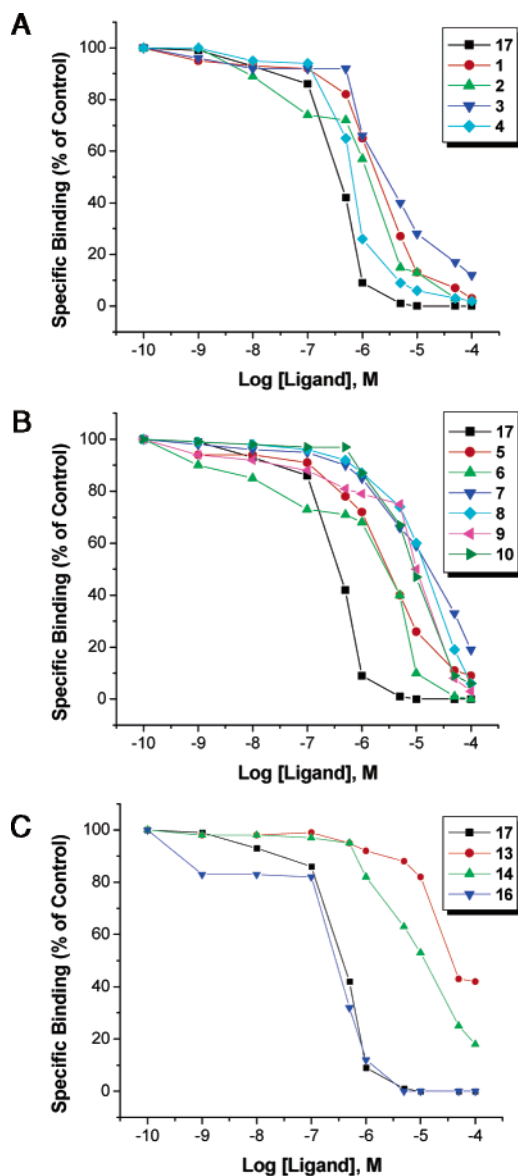 A
100
80
60
40
20
0
-10 -9 -8 -7 -6 -5 -4
Specific Binding (% of Control)
Log [Ligand], M
17
1
2
3
4
B
100
80
60
40
20
0
-10 -9 -8 -7 -6 -5 -4
Specific Binding (% of Control)
Log [Ligand], M
17
5
6
7
8
9
10
C
100
80
60
40
20
0
-10 -9 -8 -7 -6 -5 -4
Specific Binding (% of Control)
Log [Ligand], M
17
13
14
16